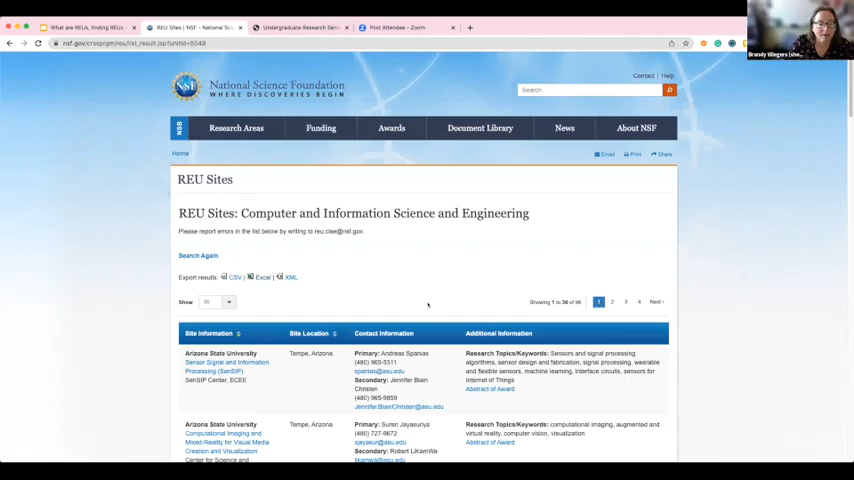 What are REUs, finding REUs
REU Sites | NSF - National Sci
Undergraduate Research Sem
Post Attendee - Zoom
nsf.gov/crssprgm/reu/list_result.jsp?unitid=5049
Brandy Wiegers (she
Contact | Help
NSF
National Science Foundation
WHERE DISCOVERIES BEGIN
Search
NSB
Research Areas
Funding
Awards
Document Library
News
About NSF
Home
Email
Print
Share
REU Sites
REU Sites: Computer and Information Science and Engineering
Please report errors in the list below by writing to reu.cise@nsf.gov.
Search Again
Export results: CSV | Excel | XML
Show 30
Showing 1 to 30 of 96 1 2 3 4 Next ›
Site Information Site Location Contact Information Additional Information
Arizona State University
Sensor Signal and Information
Processing (SenSIP)
SenSIP Center, ECEE
Tempe, Arizona
Primary: Andreas Spanias
(480) 965-5311
spanias@asu.edu
Secondary: Jennifer Blain
Christen
(480) 965-9859
Jennifer.BlainChristen@asu.edu
Research Topics/Keywords: Sensors and signal processing
algorithms, sensor design and fabrication, signal processing, wearable
and flexible sensors, machine learning, interface circuits, sensors for
Internet of Things
Abstract of Award
Arizona State University
Computational Imaging and
Mixed-Reality for Visual Media
Creation and Visualization
Center for Science and
Tempe, Arizona
Primary: Suren Jayasuriya
(480) 727-9672
sjayasur@asu.edu
Secondary: Robert LiKamWa
likamwa@asu.edu
Research Topics/Keywords: computational imaging, augmented and
virtual reality, computer vision, visualization
Abstract of Award